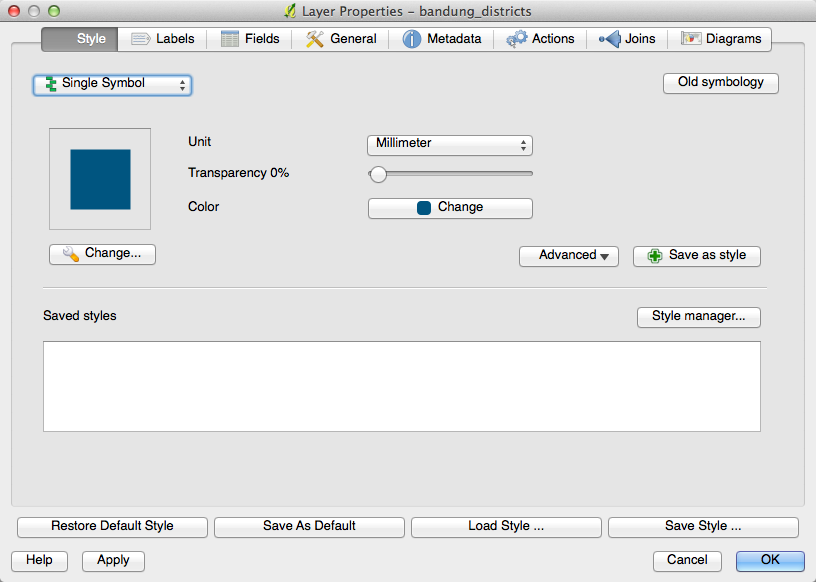 Layer Properties – bandung_districts
Style Labels Fields General Metadata Actions Joins Diagrams
Single Symbol Old symbology
Unit Millimeter
Transparency 0%
Color Change
Change... Advanced Save as style
Saved styles Style manager...
Restore Default Style Save As Default Load Style ... Save Style ...
Help Apply Cancel OK